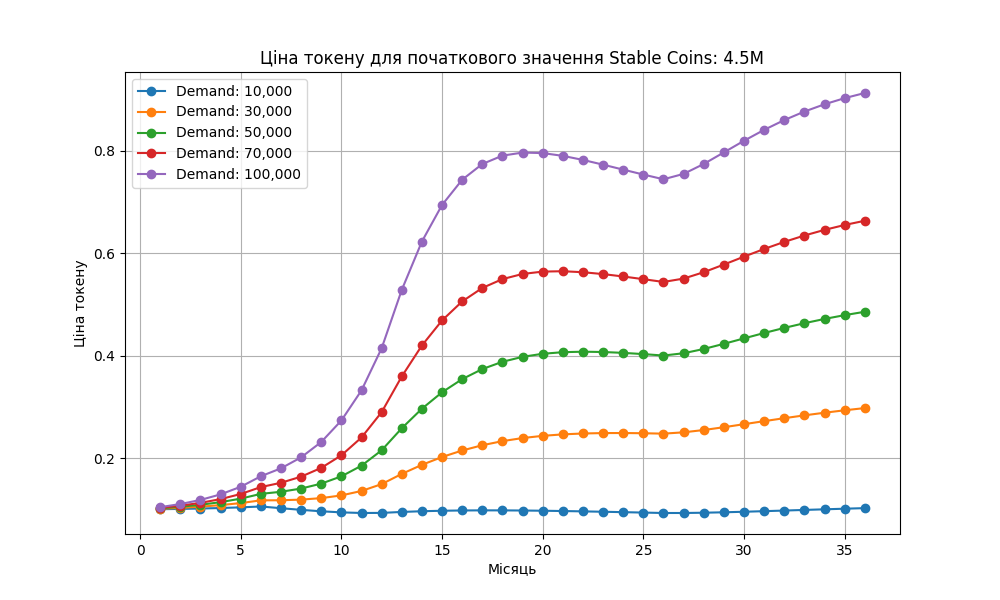 Ціна токену для початкового значення Stable Coins: 4.5M
Demand: 10,000
Demand: 30,000
Demand: 50,000
Demand: 70,000
Demand: 100,000
Ціна токену
0.8
0.6
0.4
0.2
0 5 10 15 20 25 30 35
Місяць